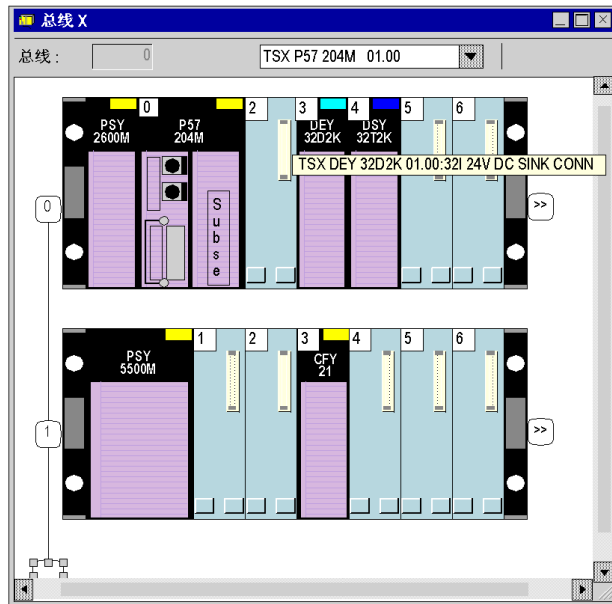 总线 X
总线 :
0
TSX P57 204M 01.00
0 2 3 4 5 6
PSY
2600M
P57
204M
DEY
32D2K
DSY
32T2K
TSX DEY 32D2K 01.00:32I 24V DC SINK CONN
Subse
0
>>
1 2 3 4 5 6
PSY
5500M
CFY
21
1
>>